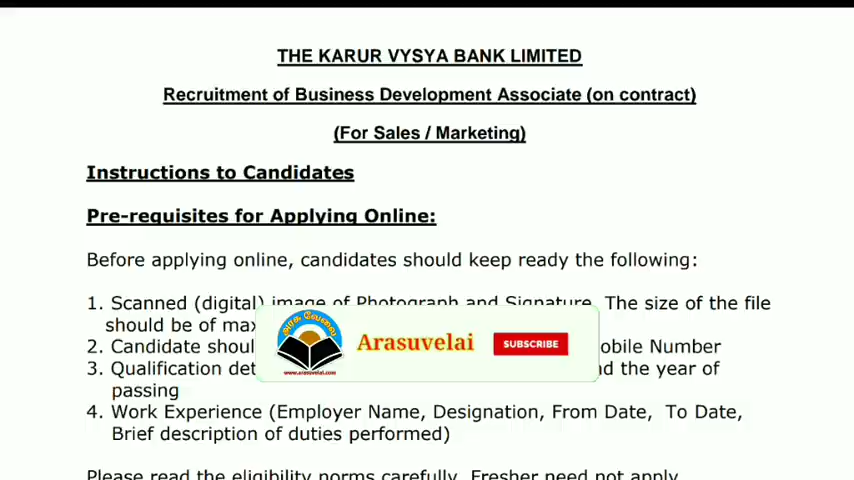 THE KARUR VYSYA BANK LIMITED
Recruitment of Business Development Associate (on contract)
(For Sales / Marketing)
Instructions to Candidates
Pre-requisites for Applying Online:
Before applying online, candidates should keep ready the following:
1. Scanned (digital) image of Photograph and Signature. The size of the file
should be of max
2. Candidate shoul obile Number
3. Qualification det nd the year of
passing
4. Work Experience (Employer Name, Designation, From Date, To Date,
Brief description of duties performed)
Please read the eligibility norms carefully. Fresher need not apply
அரசு வேலை
www.arasuvelai.com
Arasuvelai
SUBSCRIBE